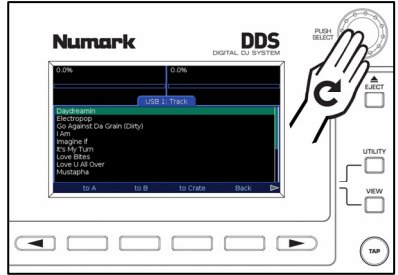 Numark
DDS
DIGITAL DJ SYSTEM
PUSH
SELECT
0.0%
0.0%
USB 1: Track
Daydreamin
Electropop
Go Against Da Grain (Dirty)
I Am
Imagine If
It's My Turn
Love Bites
Love U All Over
Mustapha
to A
to B
to Crate
Back
EJECT
UTILITY
VIEW
TAP